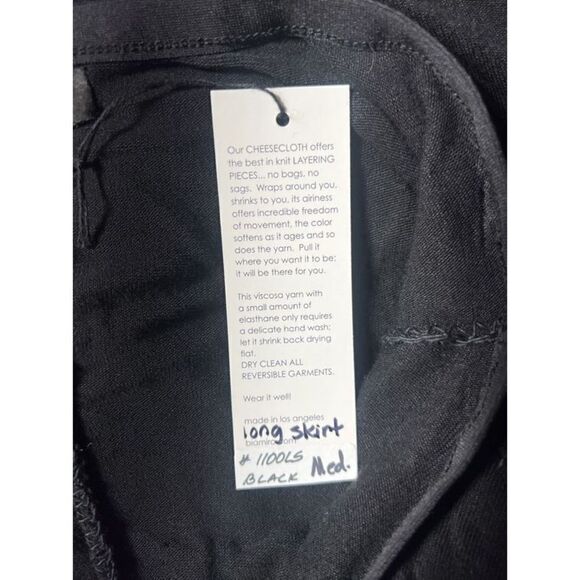 Our CHEESECLOTH offers
the best in knit LAYERING
PIECES... no bags, no
sags. Wraps around you,
shrinks to you, its airiness
offers incredible freedom
of movement, the color
softens as it ages and so
does the yarn. Pull it
where you want it to be;
it will be there for you.
This viscosa yarn with
a small amount of
elasthane only requires
a delicate hand wash;
let it shrink back drying
flat.
DRY CLEAN ALL
REVERSIBLE GARMENTS.
Wear it well!
made in los angeles
long skirt
# 1100LS Med.
BLACK